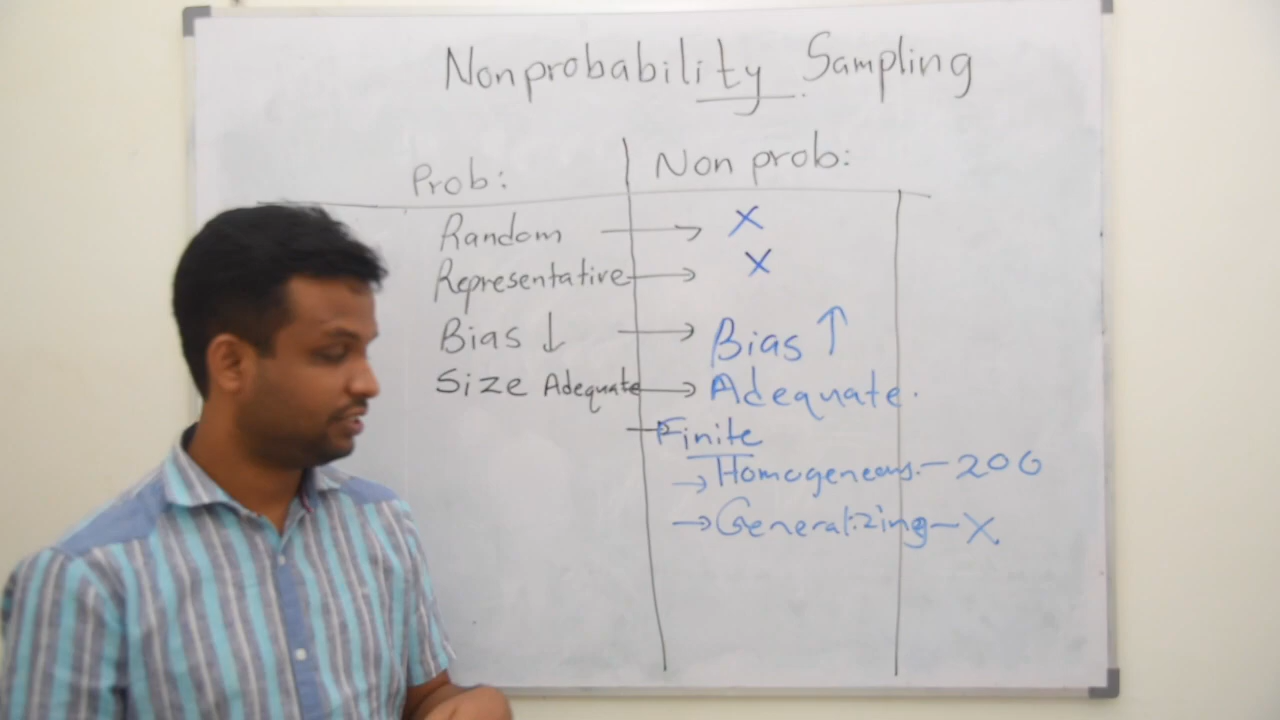 Nonprobability Sampling
Prob: Non prob:
Random → X
Representative → X
Bias ↓ → Bias ↑
Size Adequate → Adequate.
→ Finite
→ Homogeneous. - 200
→ Generalizing - X